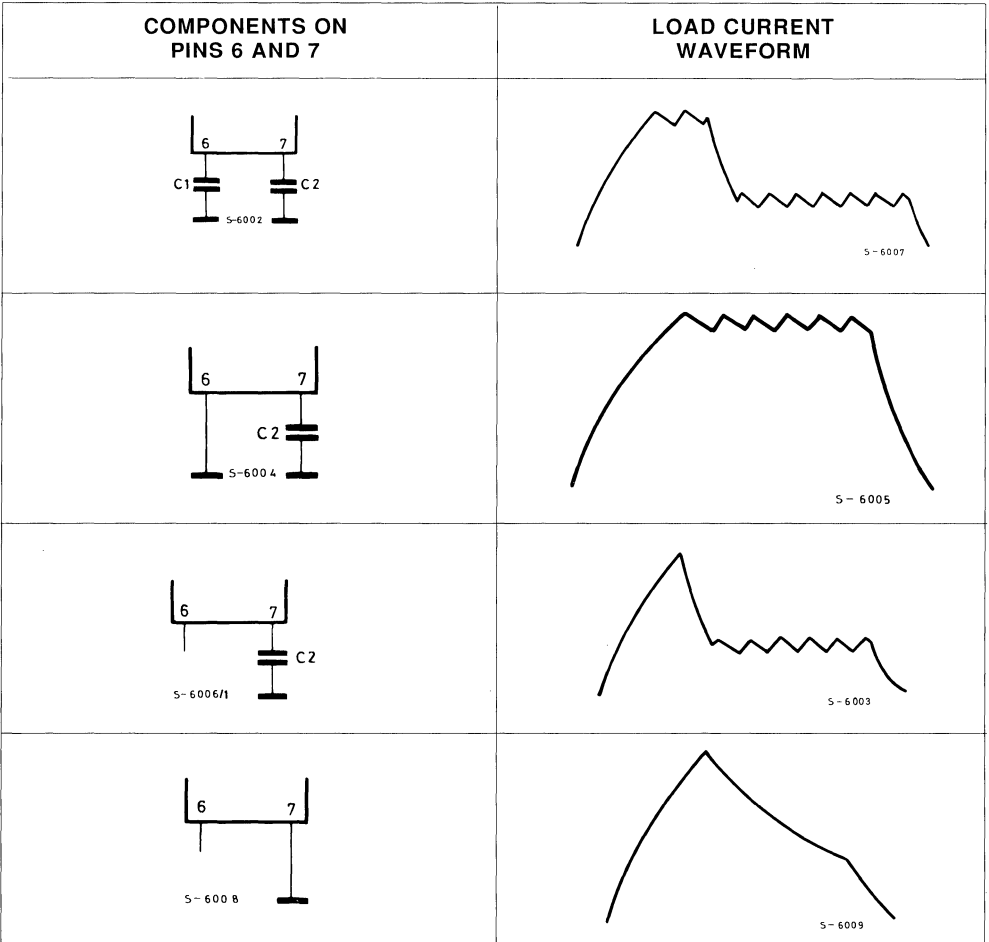 COMPONENTS ON
PINS 6 AND 7
LOAD CURRENT
WAVEFORM
6 7
C1 C2
S-6002
S-6007
6 7
C2
S-6004
S-6005
6 7
C2
S-6006/1
S-6003
6 7
S-6008
S-6009